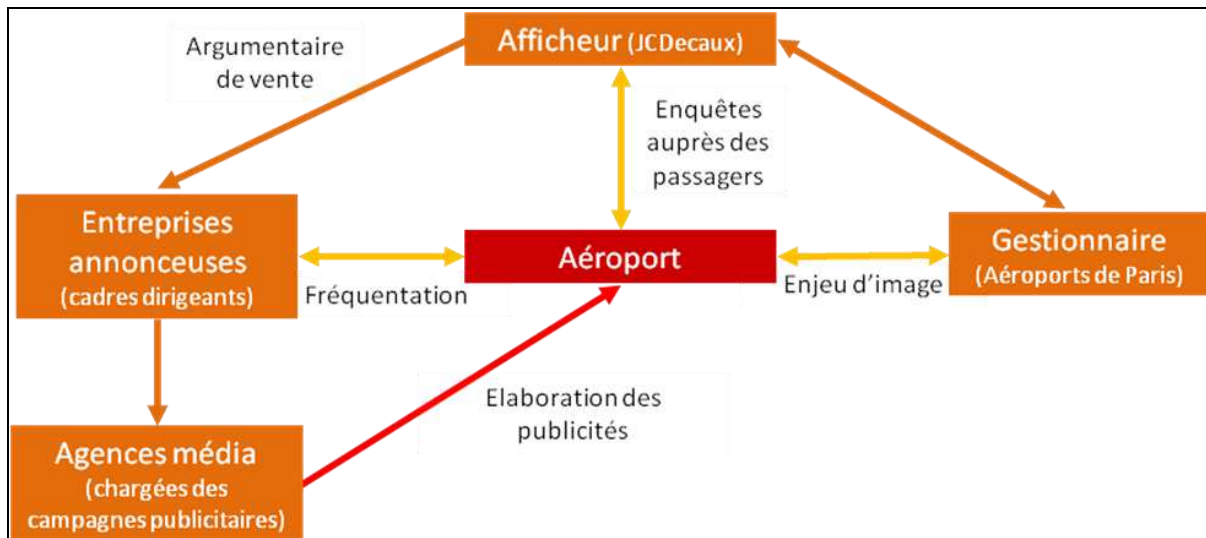 Afficheur (JCDecaux)
Argumentaire
de vente
Enquêtes
auprès des
passagers
Entreprises
annonceuses
(cadres dirigeants)
Fréquentation
Aéroport
Enjeu d'image
Gestionnaire
(Aéroports de Paris)
Elaboration des
publicités
Agences média
(chargées des
campagnes publicitaires)